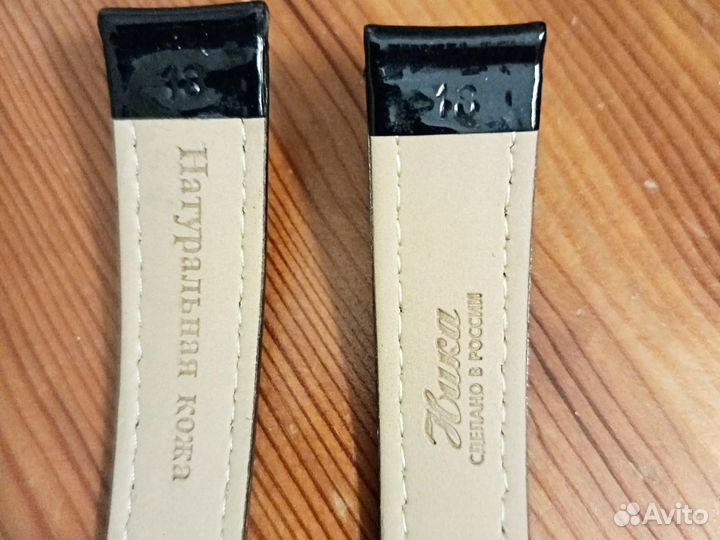 18
Натуральная кожа
18
Ника
СДЕЛАНО В РОССИИ
Avito